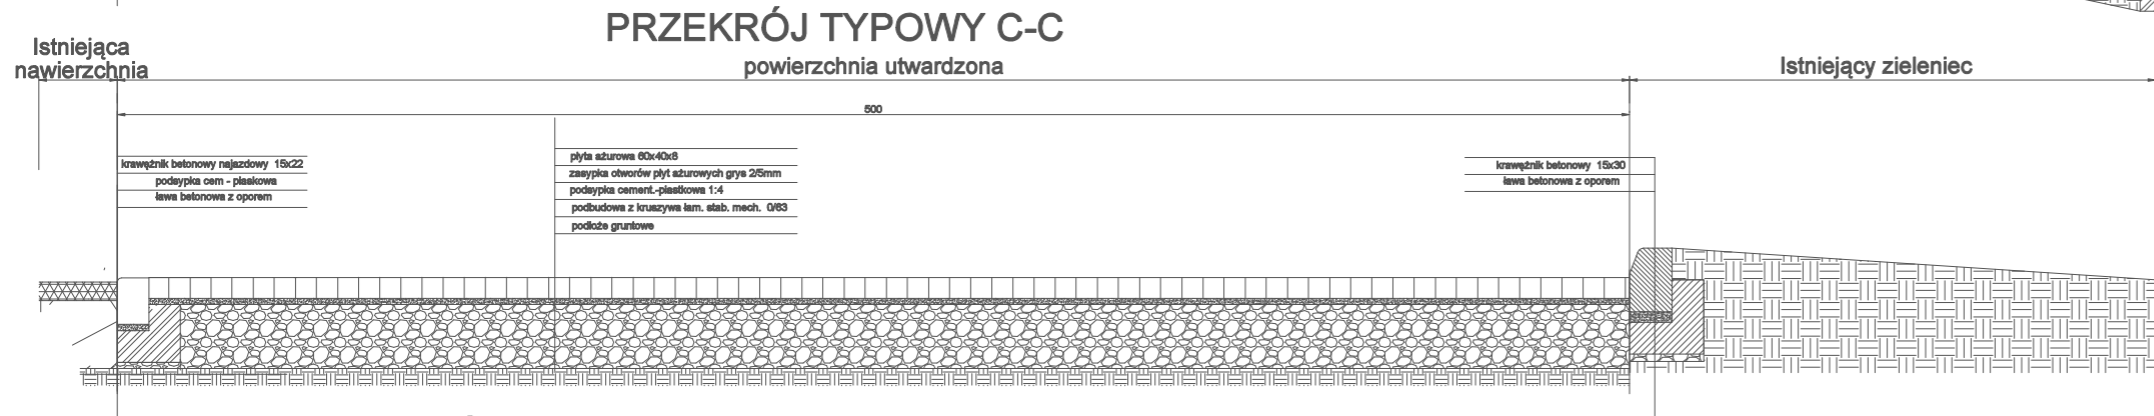 PRZEKRÓJ TYPOWY C-C
Istniejąca
nawierzchnia
powierzchnia utwardzona
Istniejący zieleniec
500
krawężnik betonowy najazdowy 15x22
podsypka cem - piaskowa
ława betonowa z oporem
płyta ażurowa 60x40x8
zasypka otworów płyt ażurowych grys 2/5mm
podsypka cement.-piastkowa 1:4
podbudowa z kruszywa łam. stab. mech. 0/63
podłoże gruntowe
krawężnik betonowy 15x30
ława betonowa z oporem